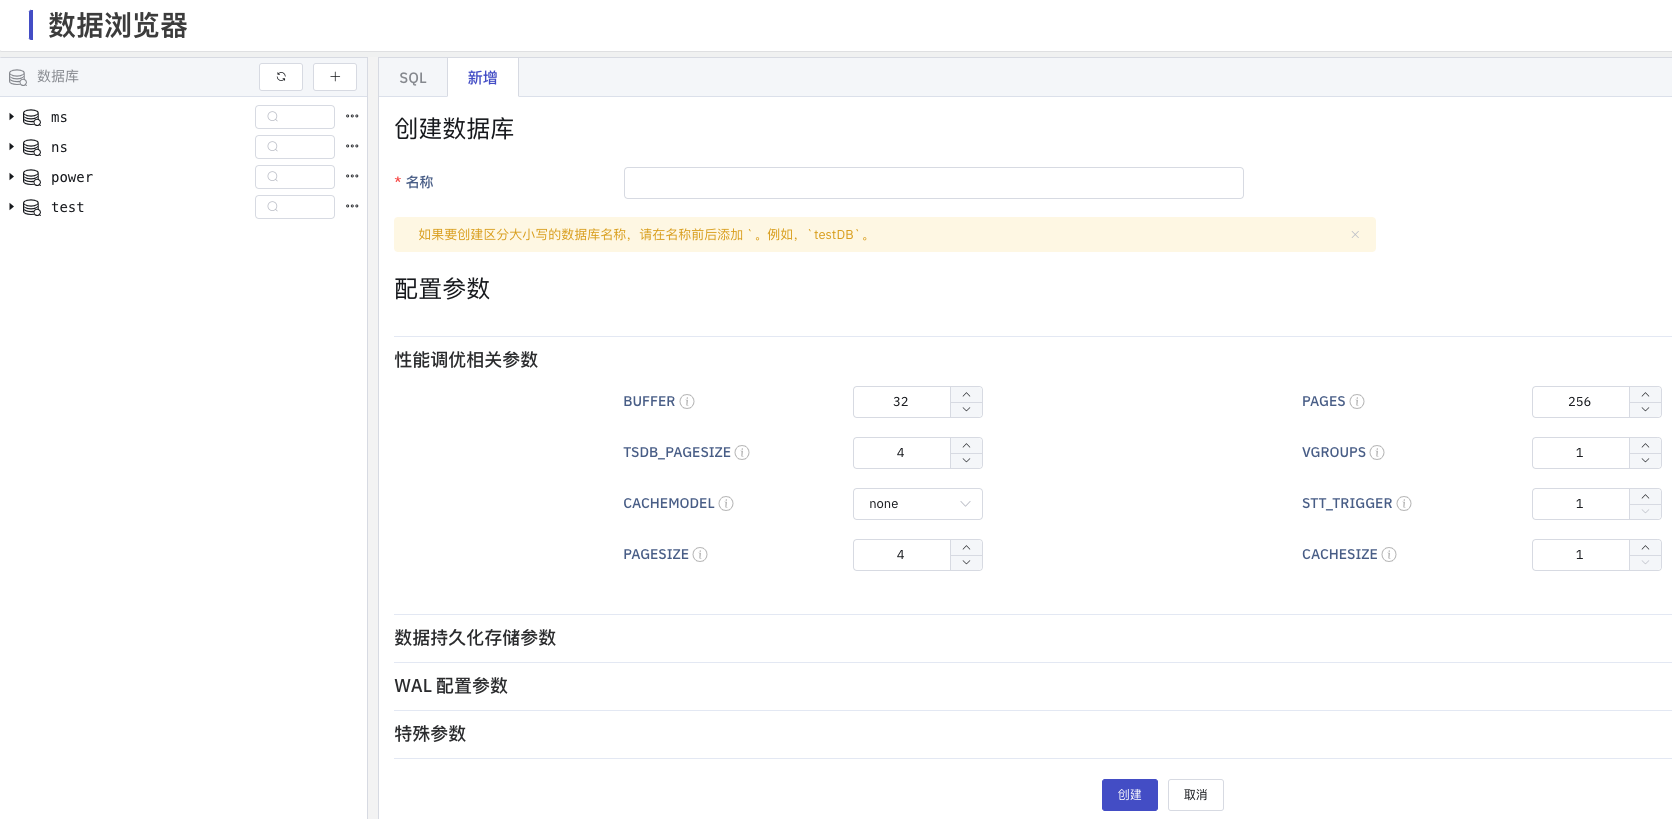 数据浏览器
数据库
ms
ns
power
test
SQL 新增
创建数据库
* 名称
如果要创建区分大小写的数据库名称，请在名称前后添加 `。例如，`testDB`。
配置参数
性能调优相关参数
BUFFER 32 PAGES 256
TSDB_PAGESIZE 4 VGROUPS 1
CACHEMODEL none STT_TRIGGER 1
PAGESIZE 4 CACHESIZE 1
数据持久化存储参数
WAL 配置参数
特殊参数
创建 取消